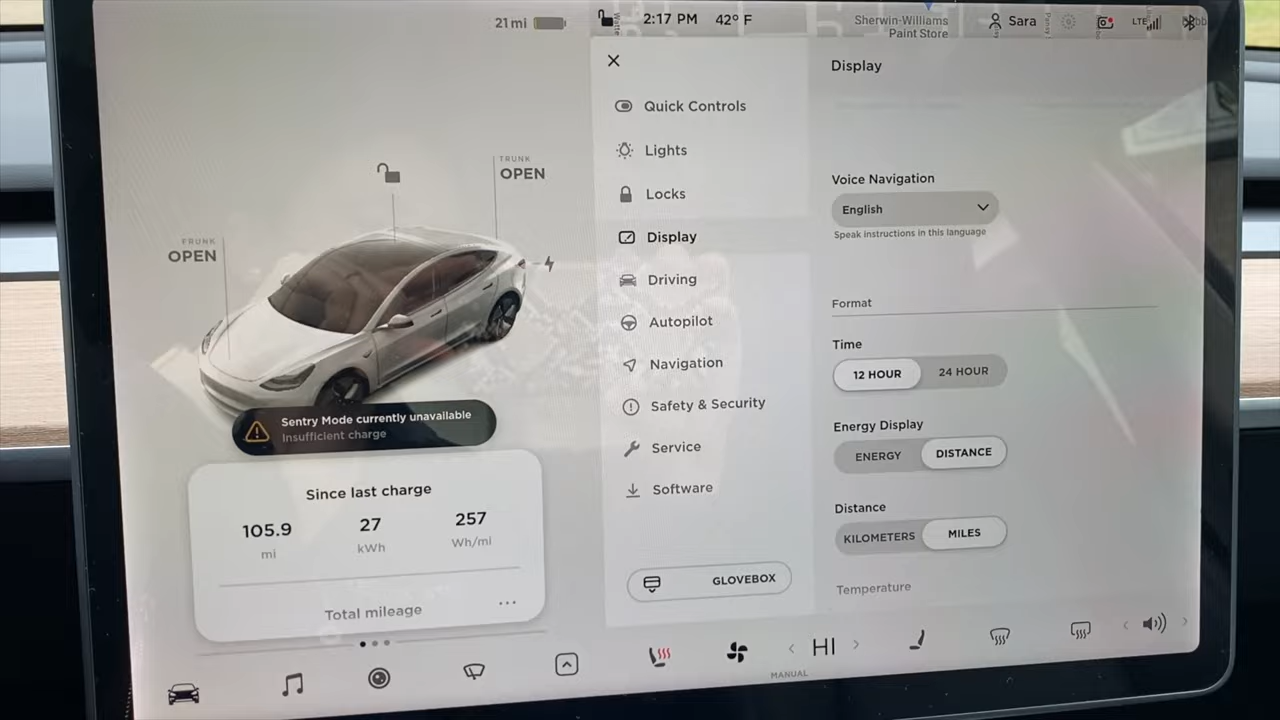 21 mi
2:17 PM
42° F
Sherwin-Williams
Paint Store
Sara
LTE
Display
Quick Controls
Lights
Locks
Display
Driving
Autopilot
Navigation
Safety & Security
Service
Software
GLOVEBOX
Voice Navigation
English
Speak instructions in this language
Format
Time
12 HOUR
24 HOUR
Energy Display
ENERGY
DISTANCE
Distance
KILOMETERS
MILES
Temperature
TRUNK
OPEN
FRUNK
OPEN
Sentry Mode currently unavailable
Insufficient charge
Since last charge
105.9
mi
27
kWh
257
Wh/mi
Total mileage
...
HI
MANUAL